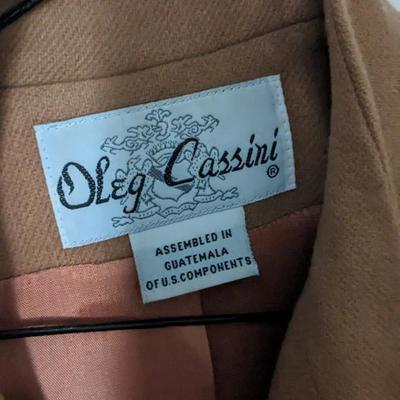 Oleg Cassini ®
ASSEMBLED IN
GUATEMALA
OF U.S. COMPONENTS